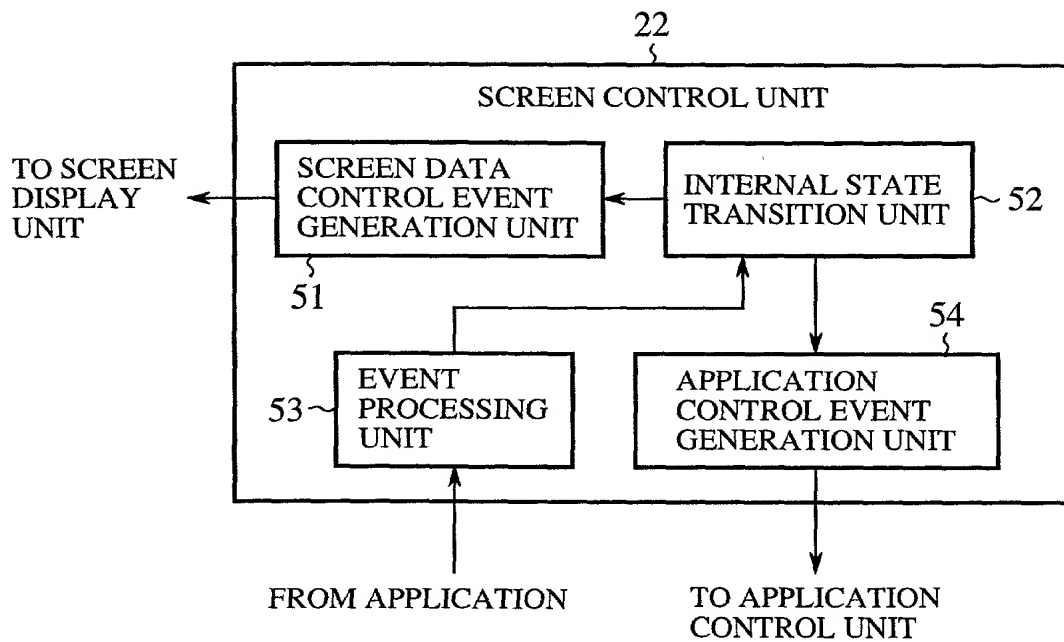 22
SCREEN CONTROL UNIT
TO SCREEN
DISPLAY
UNIT
SCREEN DATA
CONTROL EVENT
GENERATION UNIT
51
INTERNAL STATE
TRANSITION UNIT
52
53
EVENT
PROCESSING
UNIT
54
APPLICATION
CONTROL EVENT
GENERATION UNIT
FROM APPLICATION
TO APPLICATION
CONTROL UNIT